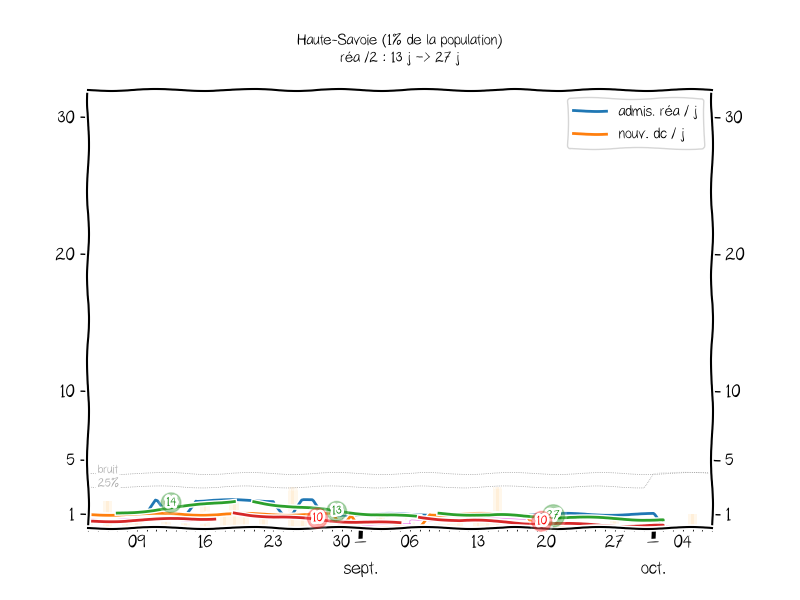 Haute-Savoie (1% de la population)
réa /2 : 13 j -> 27 j
admis. réa / j
nouv. dc / j
30 30
20 20
10 10
5 5
bruit
25%
1 1
14 13 10 10
09 16 23 30 06 13 20 27 04
sept. oct.